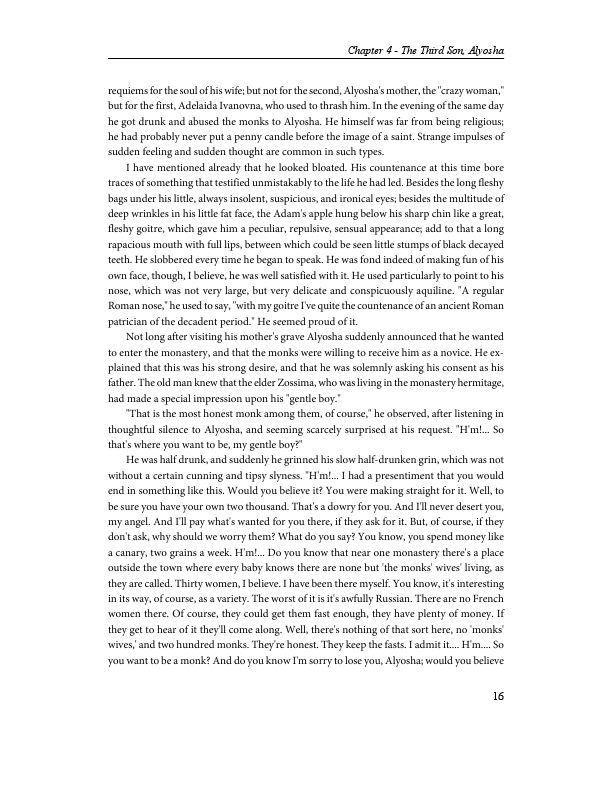 Chapter 4 - The Third Son, Alyosha
requiems for the soul of his wife; but not for the second, Alyosha's mother, the "crazy woman,"
but for the first, Adelaida Ivanovna, who used to thrash him. In the evening of the same day
he got drunk and abused the monks to Alyosha. He himself was far from being religious;
he had probably never put a penny candle before the image of a saint. Strange impulses of
sudden feeling and sudden thought are common in such types.
I have mentioned already that he looked bloated. His countenance at this time bore
traces of something that testified unmistakably to the life he had led. Besides the long fleshy
bags under his little, always insolent, suspicious, and ironical eyes; besides the multitude of
deep wrinkles in his little fat face, the Adam's apple hung below his sharp chin like a great,
fleshy goitre, which gave him a peculiar, repulsive, sensual appearance; add to that a long
rapacious mouth with full lips, between which could be seen little stumps of black decayed
teeth. He slobbered every time he began to speak. He was fond indeed of making fun of his
own face, though, I believe, he was well satisfied with it. He used particularly to point to his
nose, which was not very large, but very delicate and conspicuously aquiline. "A regular
Roman nose," he used to say, "with my goitre I've quite the countenance of an ancient Roman
patrician of the decadent period." He seemed proud of it.
Not long after visiting his mother's grave Alyosha suddenly announced that he wanted
to enter the monastery, and that the monks were willing to receive him as a novice. He ex-
plained that this was his strong desire, and that he was solemnly asking his consent as his
father. The old man knew that the elder Zossima, who was living in the monastery hermitage,
had made a special impression upon his "gentle boy."
"That is the most honest monk among them, of course," he observed, after listening in
thoughtful silence to Alyosha, and seeming scarcely surprised at his request. "H'm!... So
that's where you want to be, my gentle boy?"
He was half drunk, and suddenly he grinned his slow half-drunken grin, which was not
without a certain cunning and tipsy slyness. "H'm!... I had a presentiment that you would
end in something like this. Would you believe it? You were making straight for it. Well, to
be sure you have your own two thousand. That's a dowry for you. And I'll never desert you,
my angel. And I'll pay what's wanted for you there, if they ask for it. But, of course, if they
don't ask, why should we worry them? What do you say? You know, you spend money like
a canary, two grains a week. H'm!... Do you know that near one monastery there's a place
outside the town where every baby knows there are none but 'the monks' wives' living, as
they are called. Thirty women, I believe. I have been there myself. You know, it's interesting
in its way, of course, as a variety. The worst of it is it's awfully Russian. There are no French
women there. Of course, they could get them fast enough, they have plenty of money. If
they get to hear of it they'll come along. Well, there's nothing of that sort here, no 'monks'
wives,' and two hundred monks. They're honest. They keep the fasts. I admit it.... H'm.... So
you want to be a monk? And do you know I'm sorry to lose you, Alyosha; would you believe
16